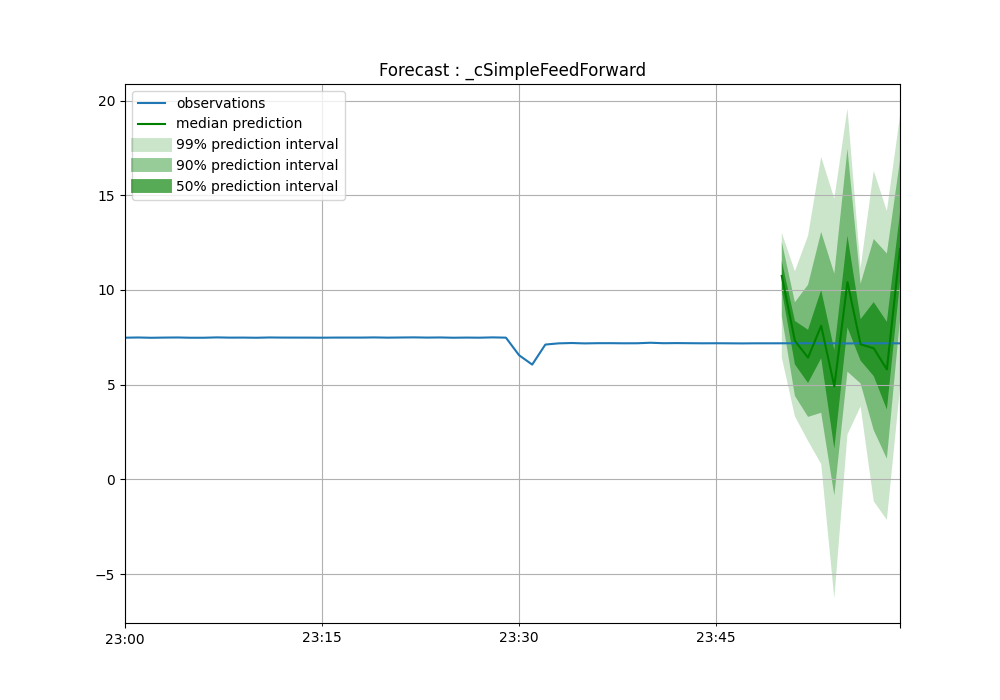 Forecast : _cSimpleFeedForward
observations
median prediction
99% prediction interval
90% prediction interval
50% prediction interval
20
15
10
5
0
−5
23:00
23:15
23:30
23:45